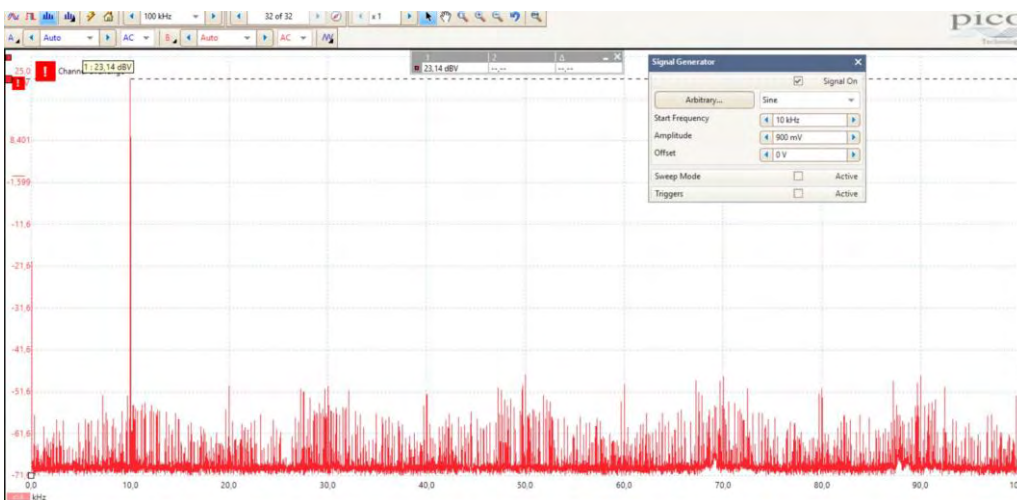 100 kHz 32 of 32 x 1
A Auto AC B Auto AC
pico
Technology
1 2 Δ
23,14 dBV --,-- --,--
25,0
Channel
1 : 23,14 dBV
Signal Generator
Signal On
Arbitrary... Sine
Start Frequency 10 kHz
Amplitude 900 mV
Offset 0 V
Sweep Mode Active
Triggers Active
8,401
-1,599
-11,6
-21,6
-31,6
-41,6
-51,6
-61,6
0,0 10,0 20,0 30,0 40,0 50,0 60,0 70,0 80,0 90,0
kHz